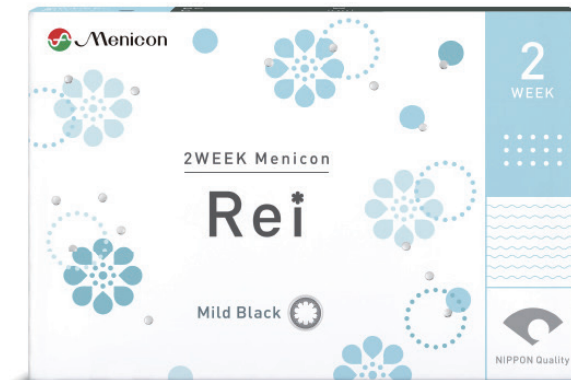 Menicon
2
WEEK
2WEEK Menicon
Rei
Mild Black
NIPPON Quality